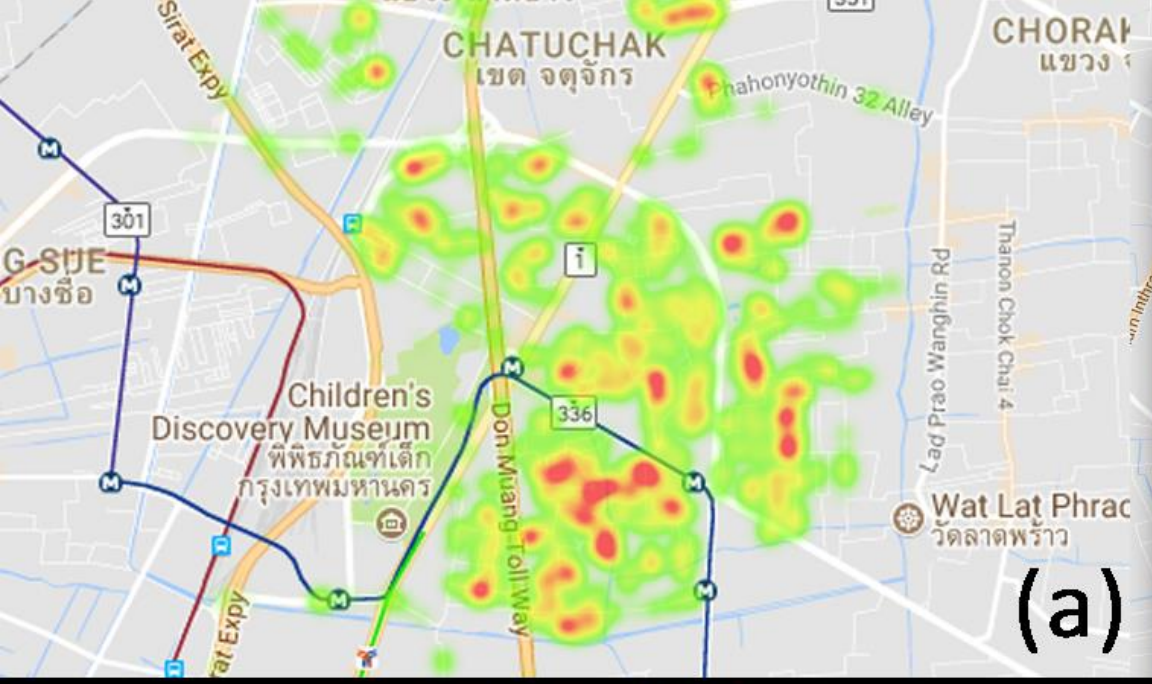 351
Sirat Expy
CHATUCHAK
เขต จตุจักร
CHORAK
แขวง
Phahonyothin 32 Alley
M
301
G SUE
บางซื่อ
M
1
Lad Prao Wanghin Rd
Thanon Chok Chai 4
M
Children's
Discovery Museum
พิพิธภัณฑ์เด็ก
กรุงเทพมหานคร
336
Don Muang Toll Way
M
M
Wat Lat Phrao
วัดลาดพร้าว
M
M
rat Expy
(a)